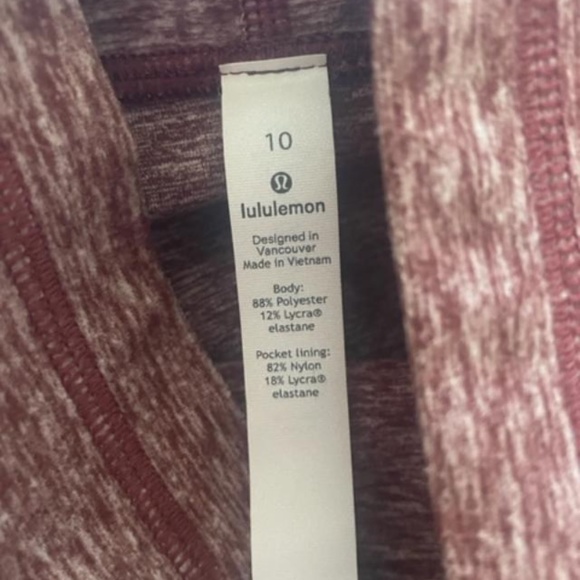 10
lululemon
Designed in
Vancouver
Made in Vietnam
Body:
88% Polyester
12% Lycra®
elastane
Pocket lining:
82% Nylon
18% Lycra®
elastane